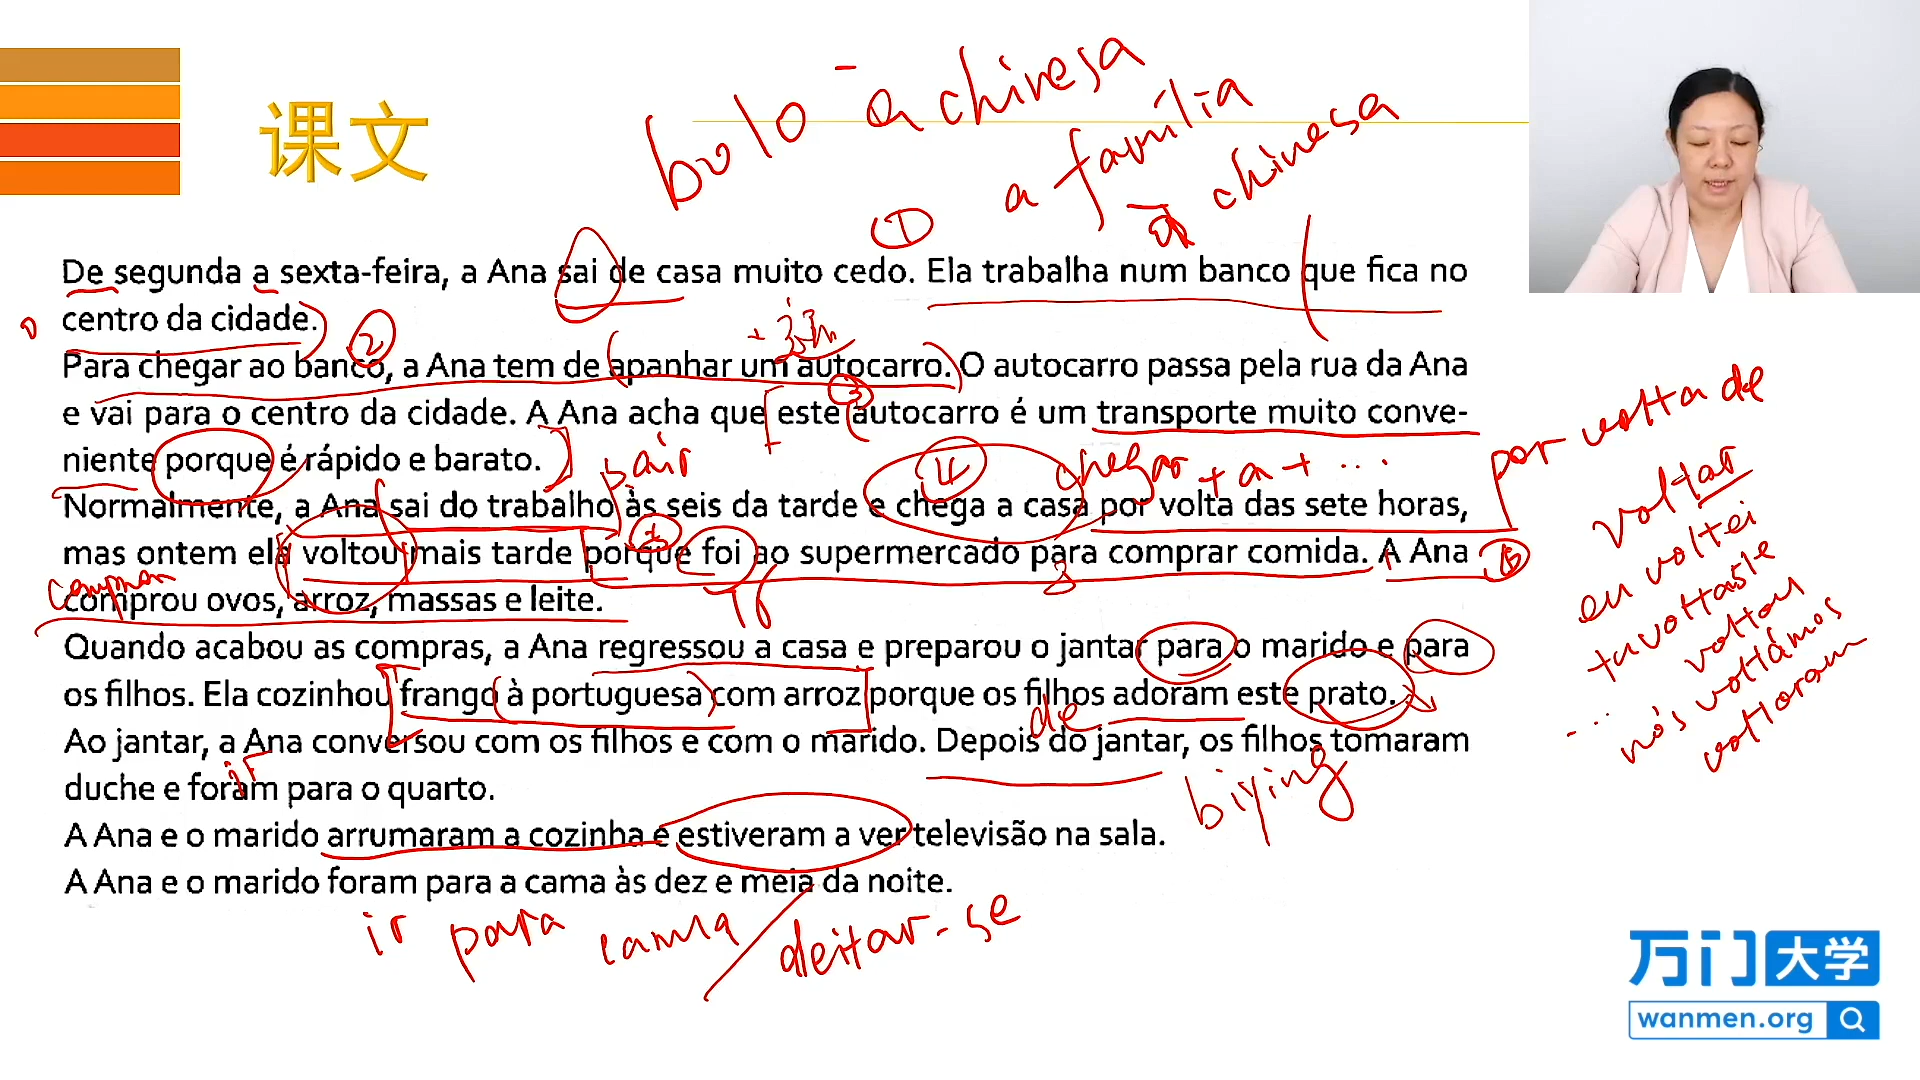 课文
bolo à chinesa
a família
à chinesa
①
De segunda a sexta-feira, a Ana sai de casa muito cedo. Ela trabalha num banco que fica no
centro da cidade.
②
Para chegar ao banco, a Ana tem de apanhar um autocarro. O autocarro passa pela rua da Ana
③
e vai para o centro da cidade. A Ana acha que este autocarro é um transporte muito conve-
niente porque é rápido e barato.
sair
④
chegar + a + ...
por volta de
Normalmente, a Ana sai do trabalho às seis da tarde e chega a casa por volta das sete horas,
mas ontem ela voltou mais tarde porque foi ao supermercado para comprar comida. A Ana
⑤
⑥
comprar
comprou ovos, arroz, massas e leite.
ir
voltar
eu voltei
tu voltaste
voltou
nós voltámos
voltaram
Quando acabou as compras, a Ana regressou a casa e preparou o jantar para o marido e para
os filhos. Ela cozinhou frango à portuguesa com arroz porque os filhos adoram este prato.
de
Ao jantar, a Ana conversou com os filhos e com o marido. Depois do jantar, os filhos tomaram
ir
duche e foram para o quarto.
biying
A Ana e o marido arrumaram a cozinha e estiveram a ver televisão na sala.
A Ana e o marido foram para a cama às dez e meia da noite.
ir para cama / deitar-se
万门大学
wanmen.org